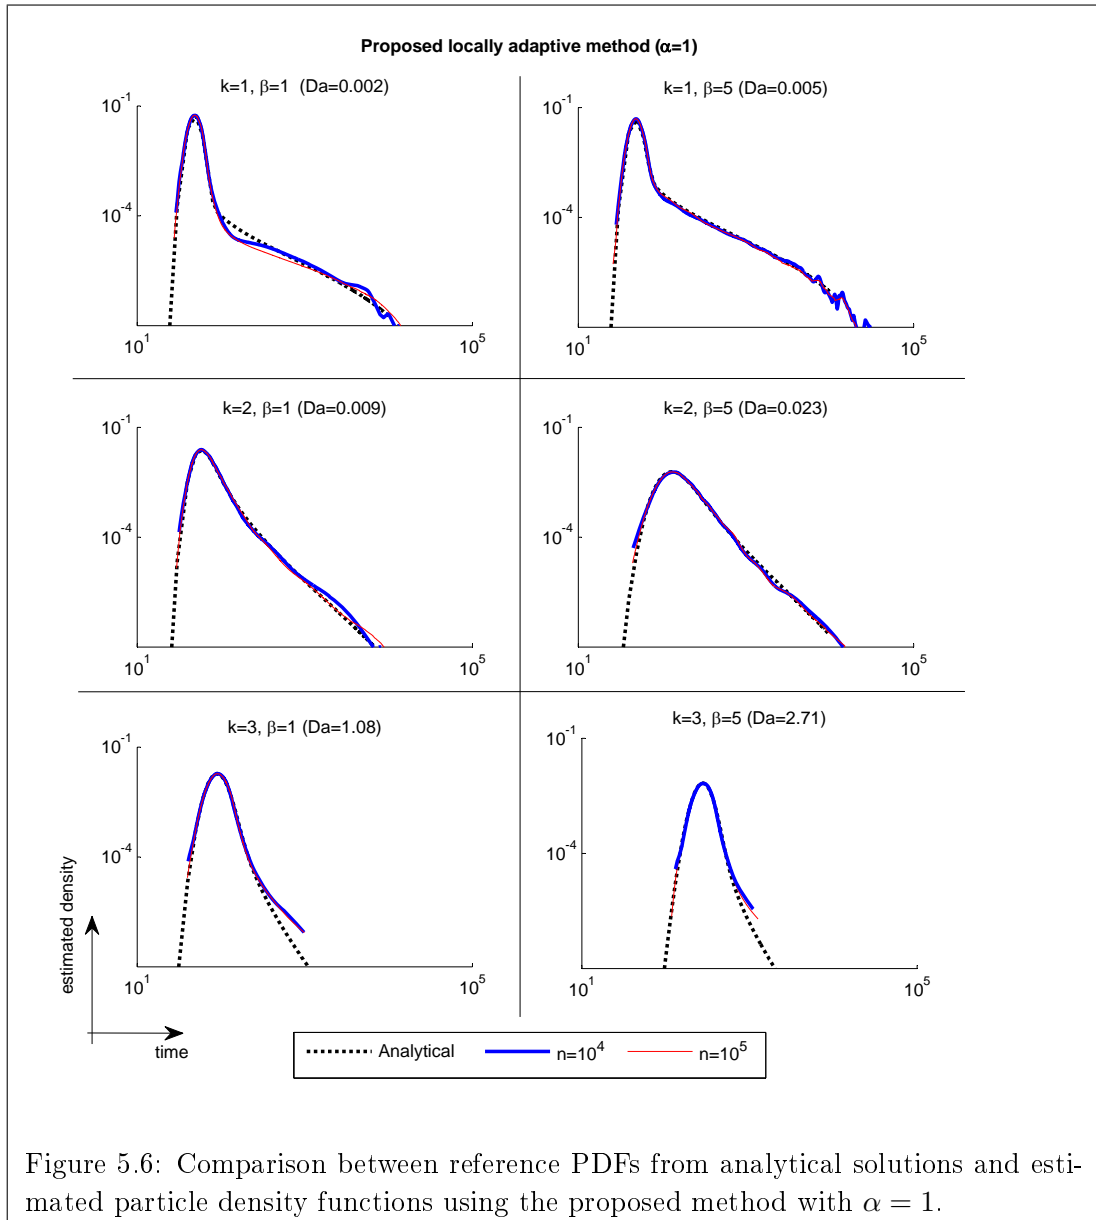 Proposed locally adaptive method (α=1)
k=1, β=1 (Da=0.002)
k=1, β=5 (Da=0.005)
10^-1
10^-4
10^1
10^5
10^-1
10^-4
10^1
10^5
k=2, β=1 (Da=0.009)
k=2, β=5 (Da=0.023)
10^-1
10^-4
10^1
10^5
10^-1
10^-4
10^1
10^5
k=3, β=1 (Da=1.08)
k=3, β=5 (Da=2.71)
10^-1
10^-4
10^1
10^5
10^-1
10^-4
10^1
10^5
estimated density
time
Analytical
n=10^4
n=10^5
Figure 5.6: Comparison between reference PDFs from analytical solutions and esti-
mated particle density functions using the proposed method with α = 1.